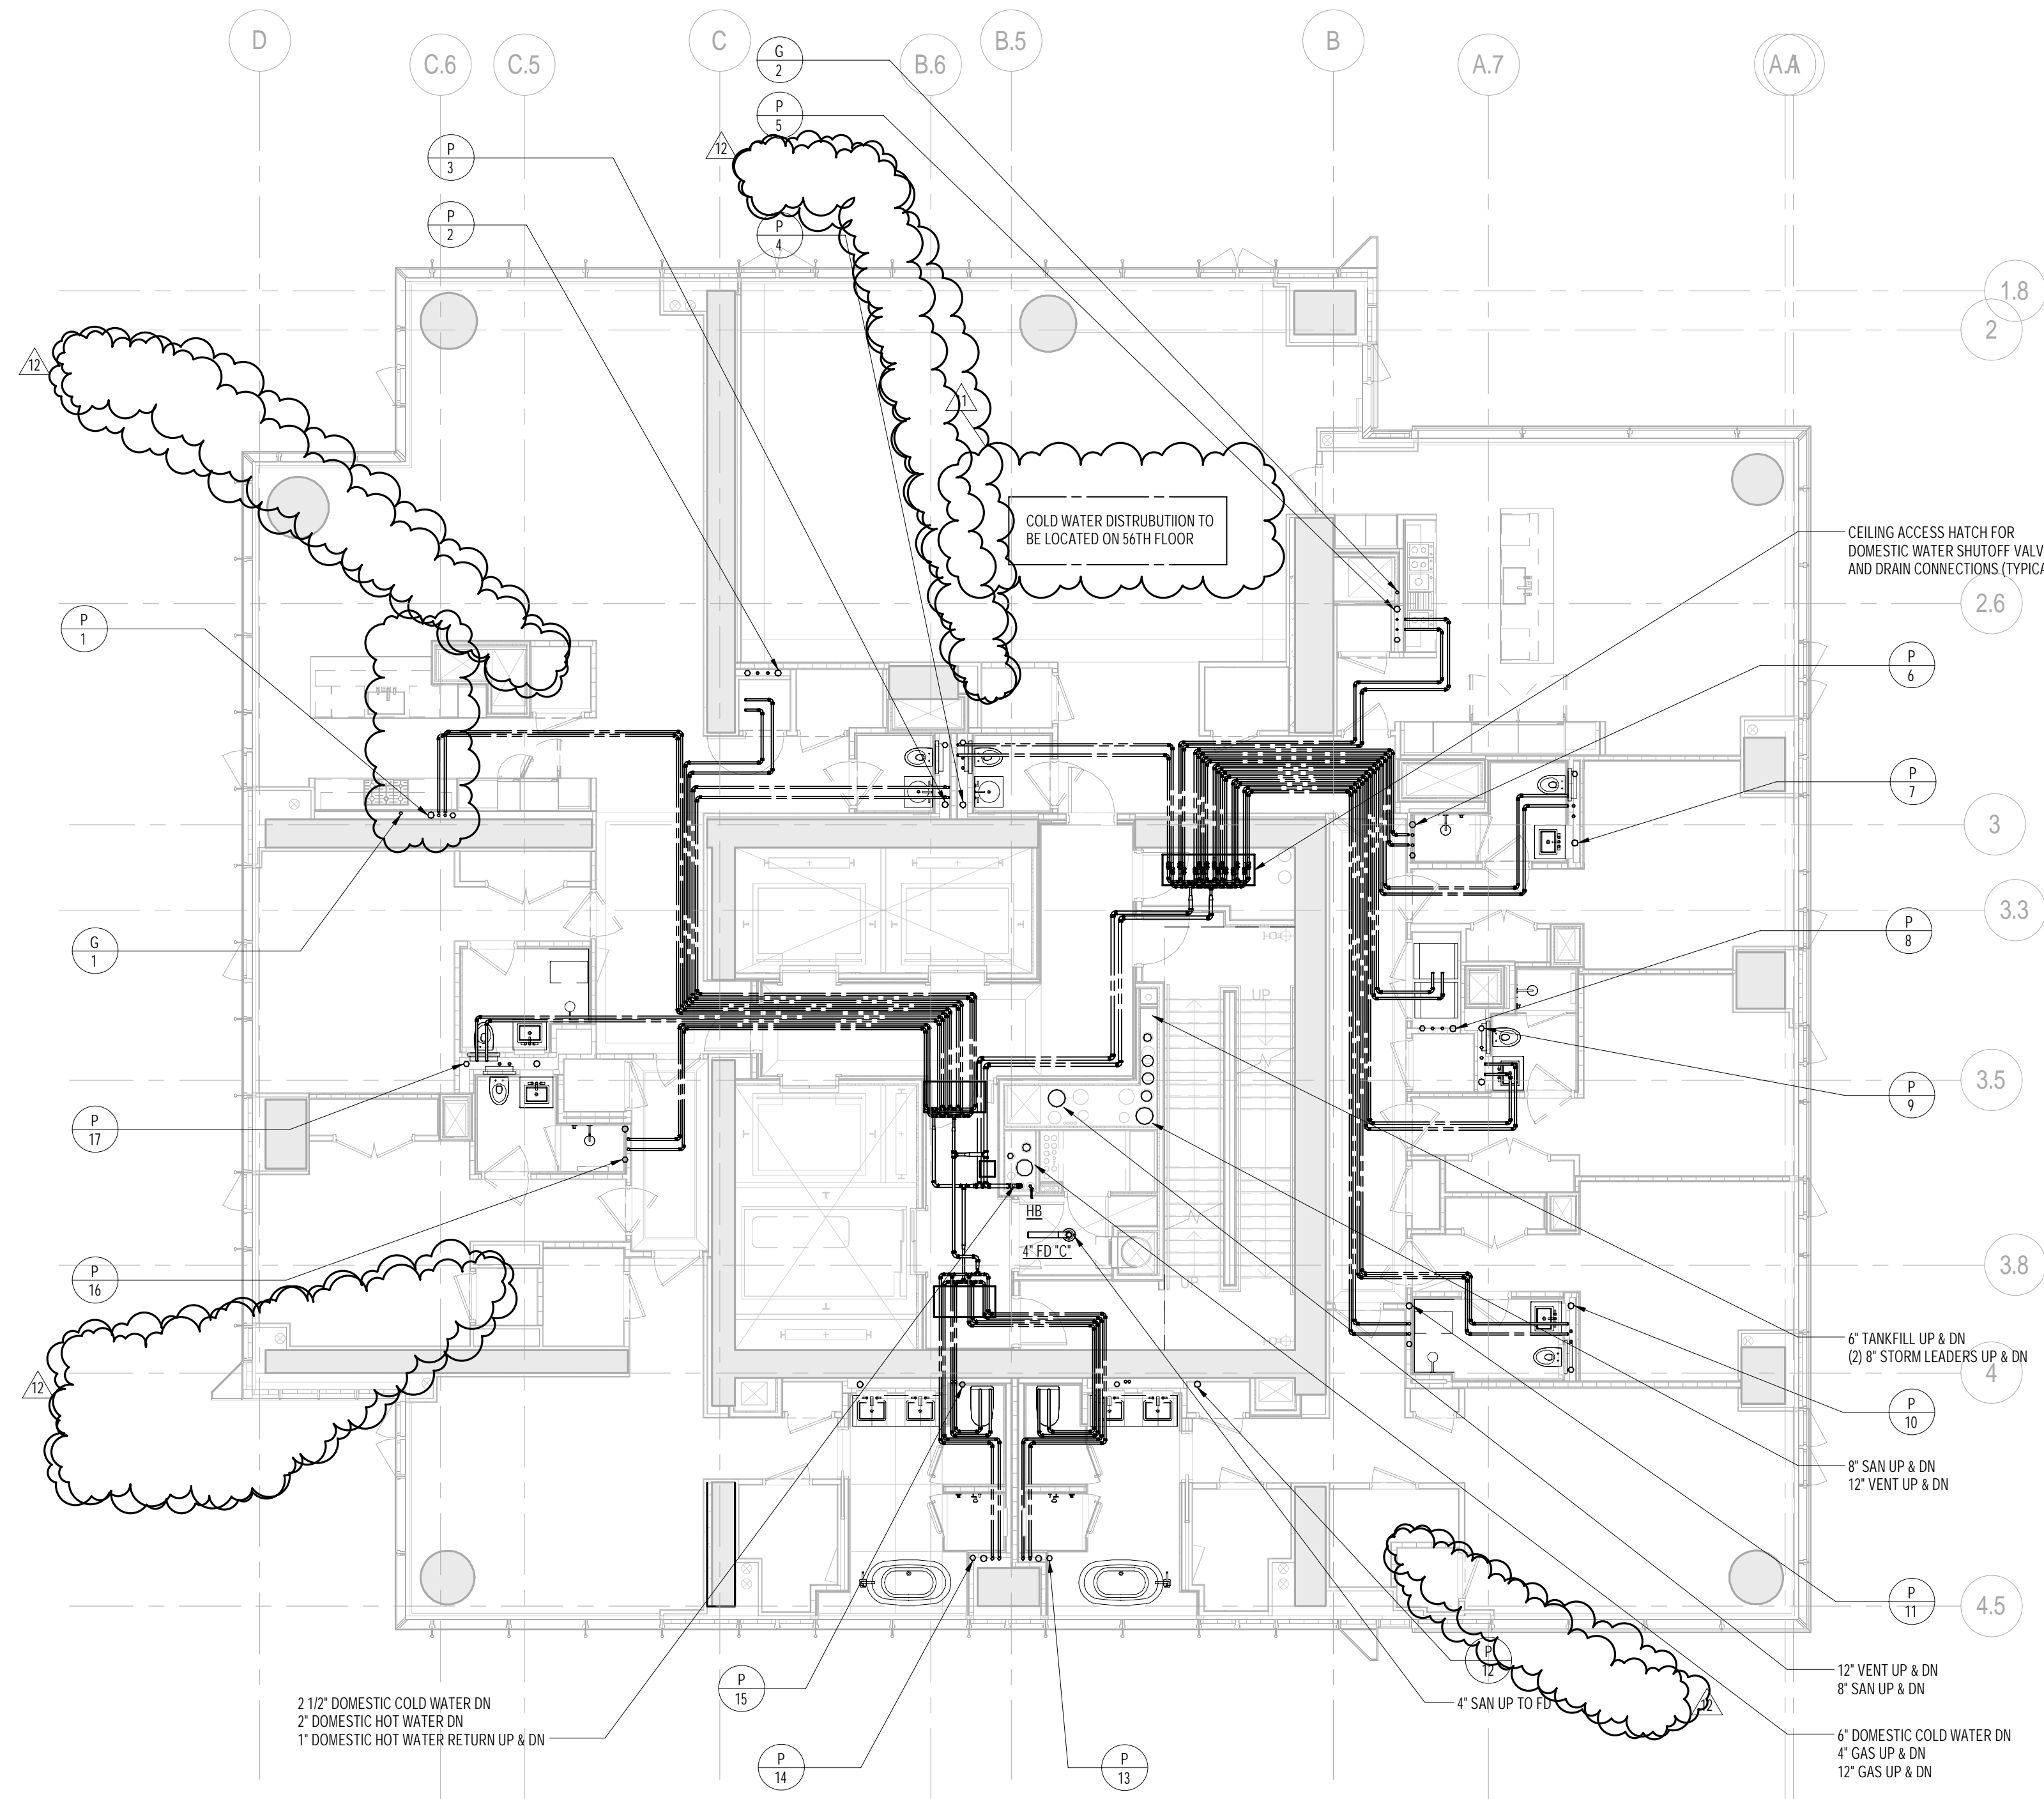 D
C.6
C.5
C
B.6
B.5
B
A.7
G
2
P
5
P
3
P
2
P
4
12
12
11
1.8
2
COLD WATER DISTRUBUTIION TO
BE LOCATED ON 56TH FLOOR
CEILING ACCESS HATCH FOR
DOMESTIC WATER SHUTOFF VALV
AND DRAIN CONNECTIONS (TYPICA
2.6
P
1
P
6
P
7
3
3.3
P
8
G
1
UP
3.5
P
9
P
17
HB
4" FD "C"
UP
3.8
P
16
6" TANKFILL UP & DN
(2) 8" STORM LEADERS UP & DN
4
12
P
10
8" SAN UP & DN
12" VENT UP & DN
P
11
4.5
P
12
12" VENT UP & DN
8" SAN UP & DN
P
15
12
4" SAN UP TO FD
2 1/2" DOMESTIC COLD WATER DN
2" DOMESTIC HOT WATER DN
1" DOMESTIC HOT WATER RETURN UP & DN
6" DOMESTIC COLD WATER DN
4" GAS UP & DN
12" GAS UP & DN
P
14
P
13